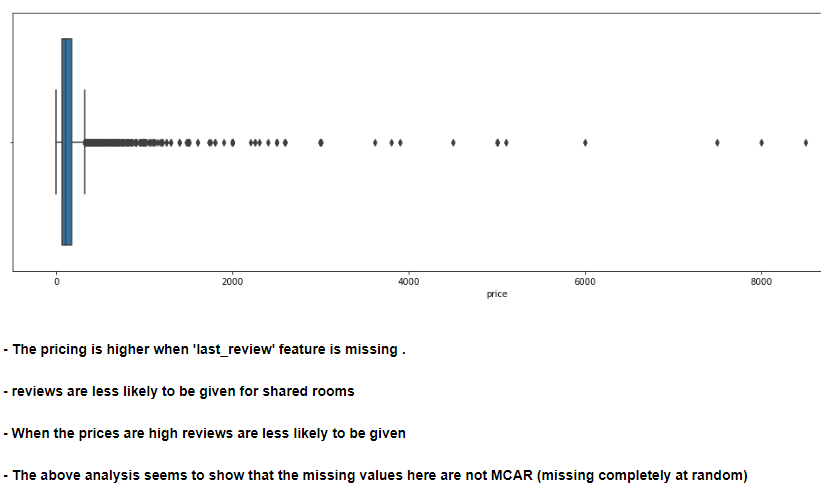 0 2000 4000 6000 8000
price
- The pricing is higher when 'last_review' feature is missing .
- reviews are less likely to be given for shared rooms
- When the prices are high reviews are less likely to be given
- The above analysis seems to show that the missing values here are not MCAR (missing completely at random)